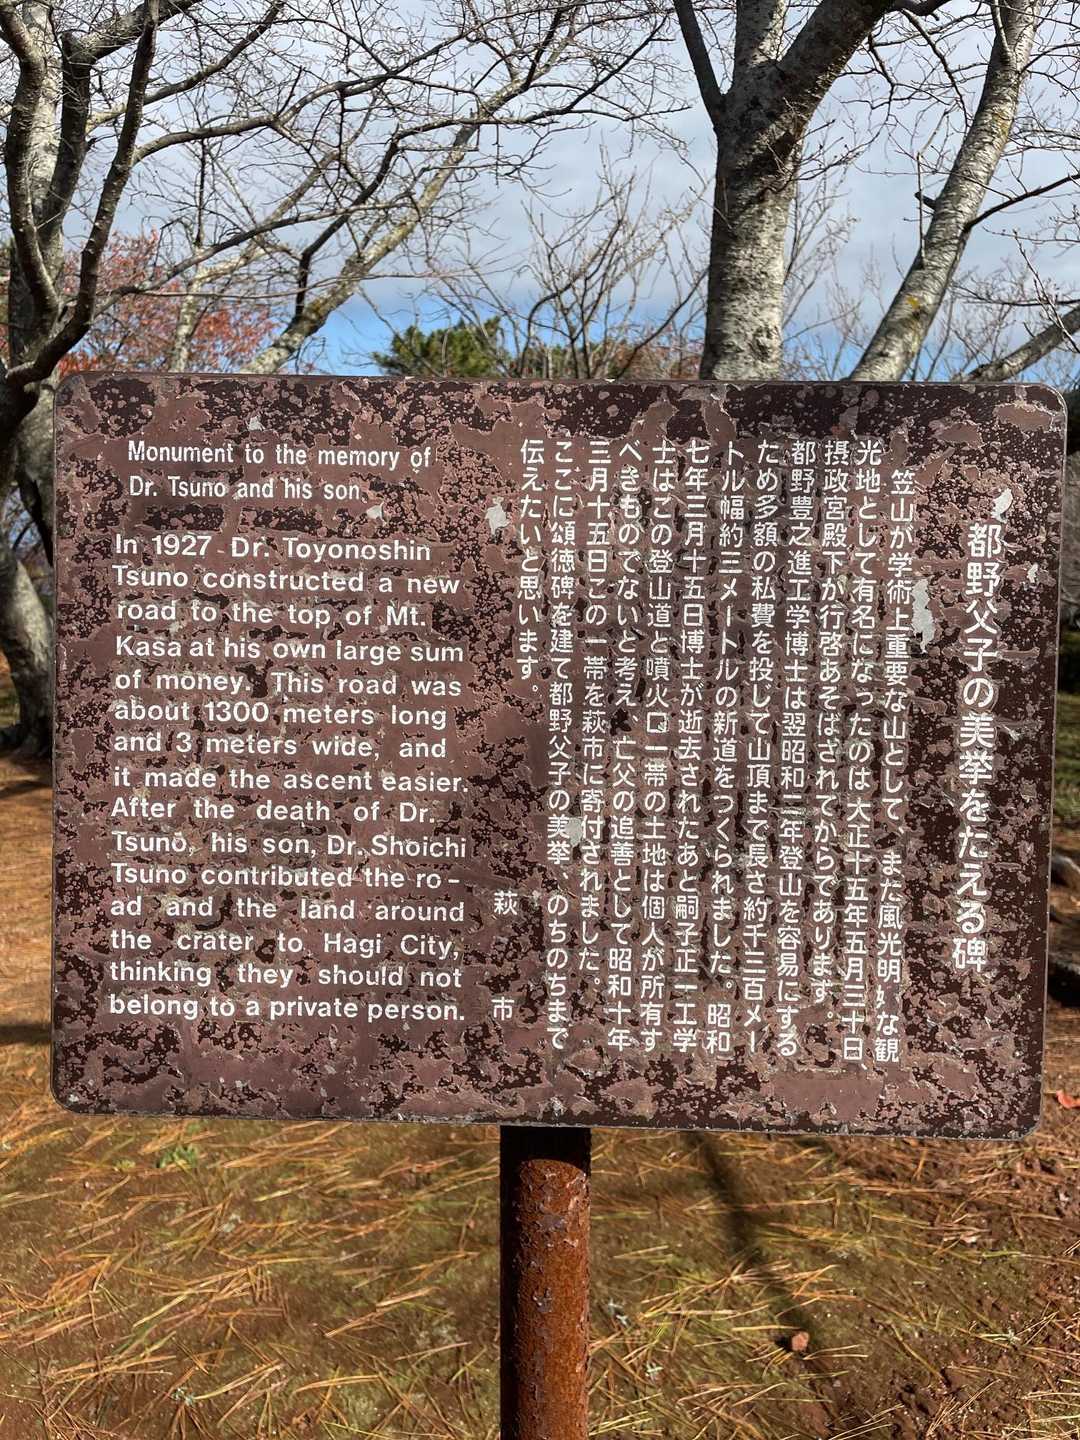 都野父子の美挙をたえる碑
笠山が学術上重要な山として、また風光明な観
光地として有名になったのは大正十五年五月三十日
摂政宮殿下が行啓あそばされてからであります。
都野豊之進工学博士は翌昭和二年登山を容易にする
ため多額の私費を投じて山頂まで長さ約千三百メー
トル幅約三メートルの新道をつくられました。昭和
七年三月十五日博士が逝去されたあと嗣子正一工学
士はこの登山道と噴火口一帯の土地は個人が所有す
べきものでないと考え、亡父の追善として昭和十年
三月十五日この一帯を萩市に寄付されました。
ここに頌徳碑を建て都野父子の美挙、のちのちまで
伝えたいと思います。
萩市
Monument to the memory of
Dr. Tsuno and his son.
In 1927 Dr. Toyonoshin
Tsuno constructed a new
road to the top of Mt.
Kasa at his own large sum
of money. This road was
about 1300 meters long
and 3 meters wide, and
it made the ascent easier.
After the death of Dr.
Tsuno, his son, Dr. Shoichi
Tsuno contributed the ro-
ad and the land around
the crater to Hagi City,
thinking they should not
belong to a private person.